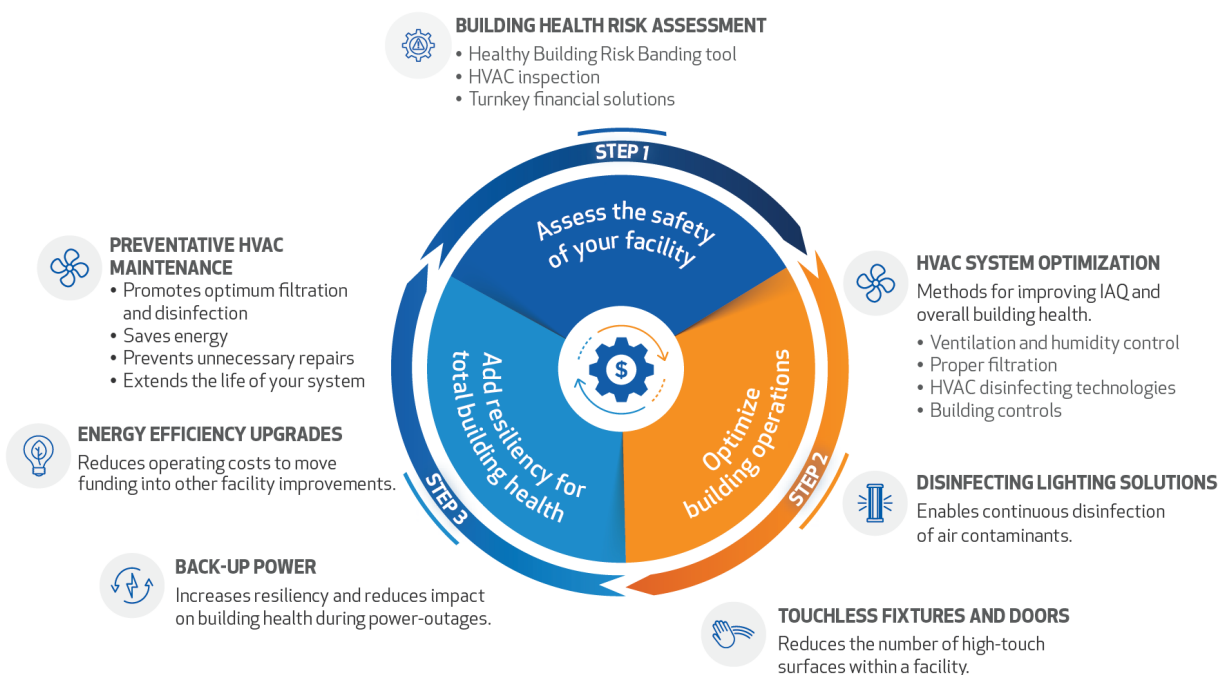 BUILDING HEALTH RISK ASSESSMENT
• Healthy Building Risk Banding tool
• HVAC inspection
• Turnkey financial solutions
STEP 1
Assess the safety
of your facility
HVAC SYSTEM OPTIMIZATION
Methods for improving IAQ and
overall building health.
• Ventilation and humidity control
• Proper filtration
• HVAC disinfecting technologies
• Building controls
STEP 2
Optimize
building operations
DISINFECTING LIGHTING SOLUTIONS
Enables continuous disinfection
of air contaminants.
TOUCHLESS FIXTURES AND DOORS
Reduces the number of high-touch
surfaces within a facility.
STEP 3
Add resiliency for
total building health
PREVENTATIVE HVAC
MAINTENANCE
• Promotes optimum filtration
and disinfection
• Saves energy
• Prevents unnecessary repairs
• Extends the life of your system
ENERGY EFFICIENCY UPGRADES
Reduces operating costs to move
funding into other facility improvements.
BACK-UP POWER
Increases resiliency and reduces impact
on building health during power-outages.
$